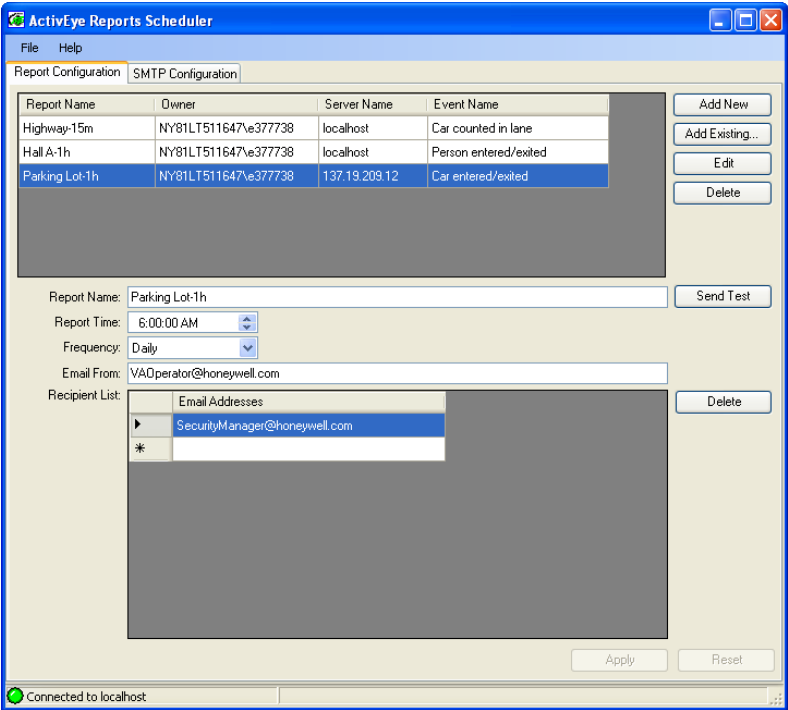 ActivEye Reports Scheduler
File Help
Report Configuration SMTP Configuration
Report Name Owner Server Name Event Name
Highway-15m NY81LT511647\e377738 localhost Car counted in lane
Hall A-1h NY81LT511647\e377738 localhost Person entered/exited
Parking Lot-1h NY81LT511647\e377738 137.19.209.12 Car entered/exited
Add New
Add Existing...
Edit
Delete
Report Name: Parking Lot-1h Send Test
Report Time: 6:00:00 AM
Frequency: Daily
Email From: VAOperator@honeywell.com
Recipient List: Email Addresses Delete
SecurityManager@honeywell.com
Apply Reset
Connected to localhost